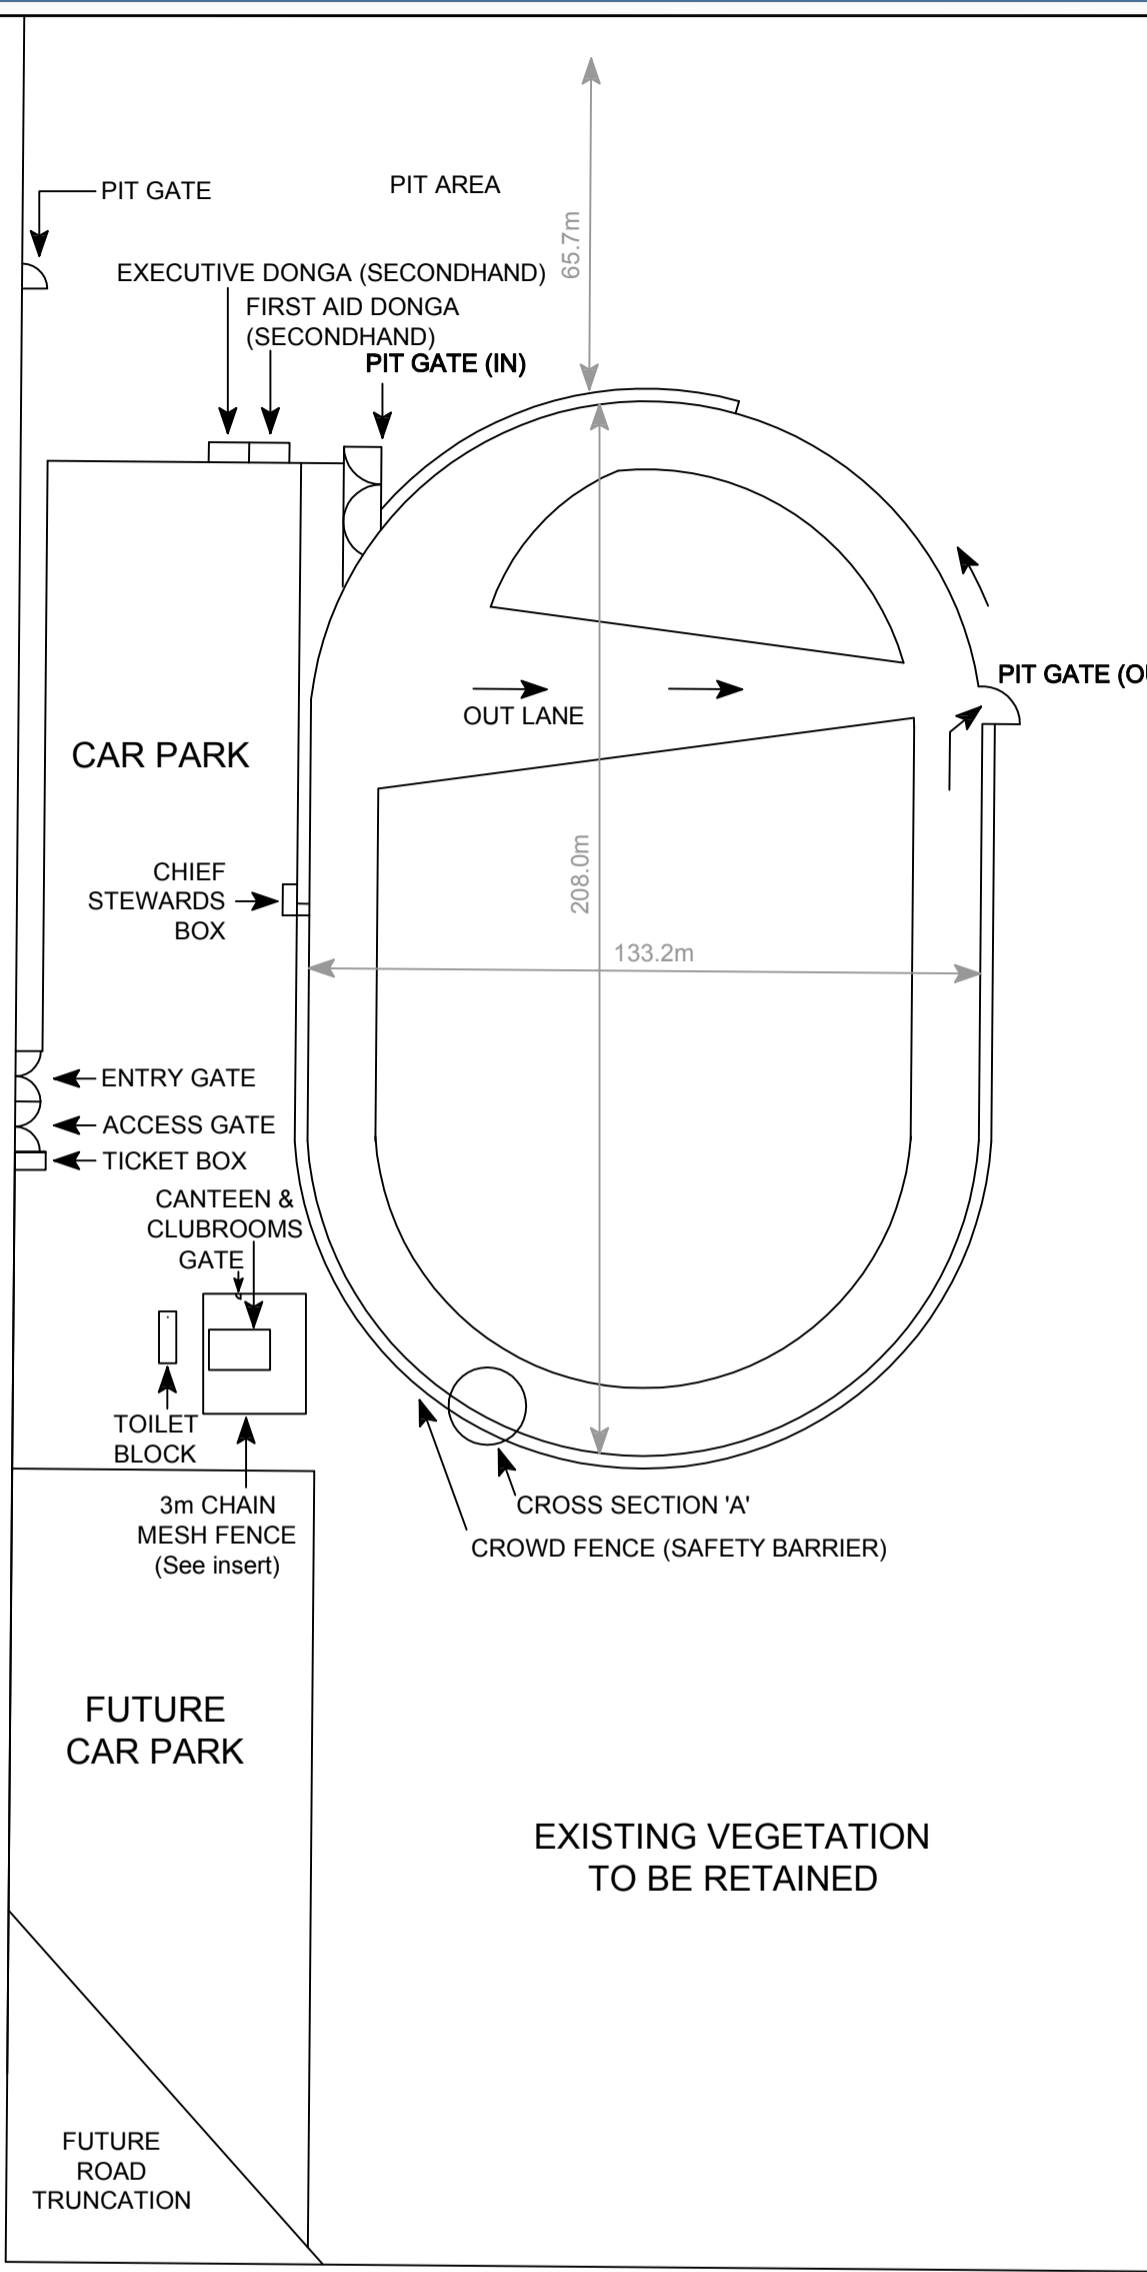 PIT GATE
PIT AREA
65.7m
EXECUTIVE DONGA (SECONDHAND)
FIRST AID DONGA
(SECONDHAND)
PIT GATE (IN)
PIT GATE (OU
OUT LANE
CAR PARK
208.0m
CHIEF
STEWARDS
BOX
133.2m
ENTRY GATE
ACCESS GATE
TICKET BOX
CANTEEN &
CLUBROOMS
GATE
TOILET
BLOCK
3m CHAIN
MESH FENCE
(See insert)
CROSS SECTION 'A'
CROWD FENCE (SAFETY BARRIER)
FUTURE
CAR PARK
EXISTING VEGETATION
TO BE RETAINED
FUTURE
ROAD
TRUNCATION